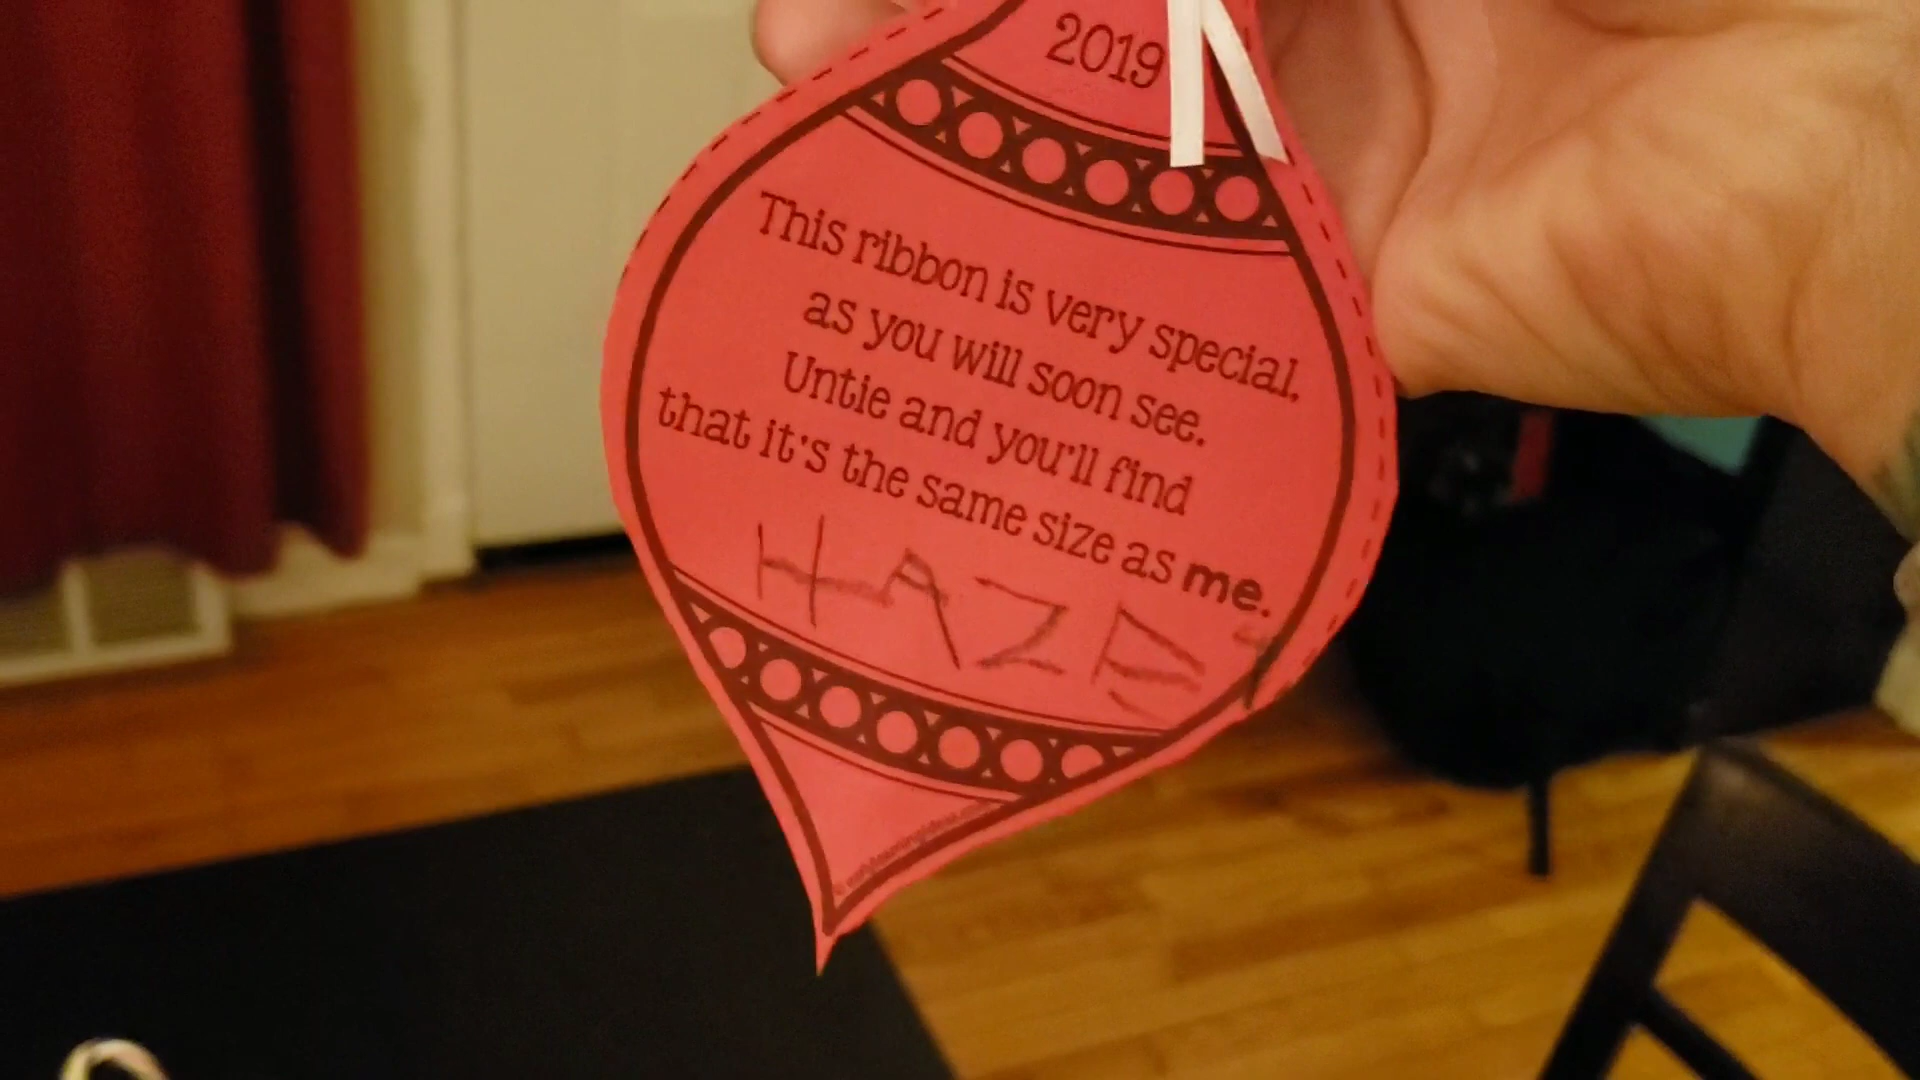 2019
This ribbon is very special,
as you will soon see.
Untie and you'll find
that it's the same size as me.
HAZE